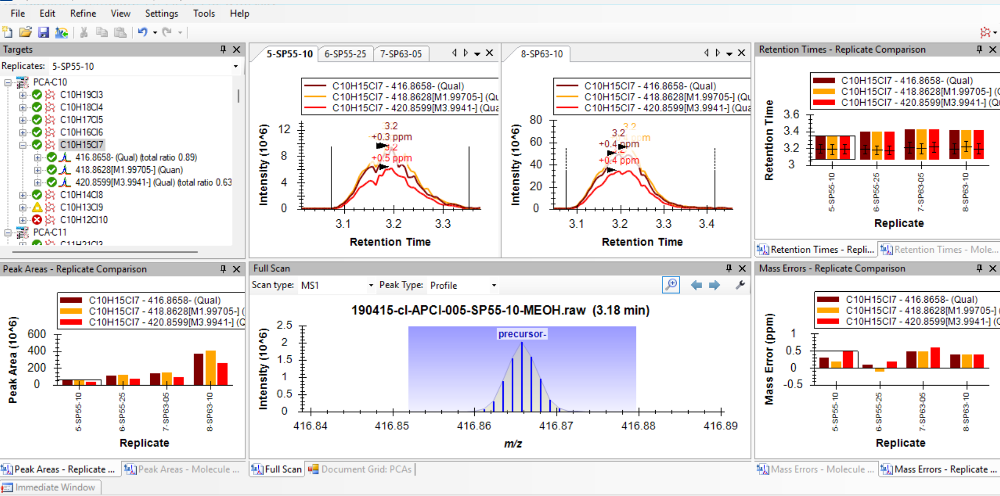 File Edit Refine View Settings Tools Help
Targets
Replicates: 5-SP55-10
PCA-C10
C10H19Cl3
C10H18Cl4
C10H17Cl5
C10H16Cl6
C10H15Cl7
416.8658- (Qual) (total ratio 0.89)
418.8628[M1.99705-] (Quan)
420.8599[M3.9941-] (Qual) (total ratio 0.63
C10H14Cl8
C10H13Cl9
C10H12Cl10
PCA-C11
C11H21Cl3
5-SP55-10 6-SP55-25 7-SP63-05
C10H15Cl7 - 416.8658- (Qual)
C10H15Cl7 - 418.8628[M1.99705-] (Qu
C10H15Cl7 - 420.8599[M3.9941-] (Qua
Intensity (10^6)
12
8
4
0
3.2
+0.3 ppm
3.2
+0.5 ppm
3.1 3.2 3.3
Retention Time
8-SP63-10
C10H15Cl7 - 416.8658- (Qual)
C10H15Cl7 - 418.8628[M1.99705-] (Qu
C10H15Cl7 - 420.8599[M3.9941-] (Qua
Intensity (10^6)
80
60
40
20
0
3.2
3.2
+0.4 ppm
ppm
+0.4 ppm
3.1 3.2 3.3 3.4
Retention Time
Retention Times - Replicate Comparison
C10H15Cl7 - 416.8658- (Qual)
C10H15Cl7 - 418.8628[M1.99705-] (
C10H15Cl7 - 420.8599[M3.9941-] (Q
Retention Time
3.6
3.4
3.2
3
5-SP55-10
6-SP55-25
7-SP63-05
8-SP63-10
Replicate
Retention Times - Repli... Retention Times - Mole...
Peak Areas - Replicate Comparison
C10H15Cl7 - 416.8658- (Qual)
C10H15Cl7 - 418.8628[M1.99705-] (
C10H15Cl7 - 420.8599[M3.9941-] (Q
Peak Area (10^6)
600
400
200
0
5-SP55-10
6-SP55-25
7-SP63-05
8-SP63-10
Replicate
Peak Areas - Replicate ... Peak Areas - Molecule ...
Full Scan
Scan type: MS1 Peak Type: Profile
190415-cl-APCI-005-SP55-10-MEOH.raw (3.18 min)
precursor-
Intensity (10^6)
2.5
2
1.5
1
0.5
0
416.84 416.85 416.86 416.87 416.88 416.89
m/z
Full Scan Document Grid: PCAs
Mass Errors - Replicate Comparison
C10H15Cl7 - 416.8658- (Qual)
C10H15Cl7 - 418.8628[M1.99705-] (
C10H15Cl7 - 420.8599[M3.9941-] (Q
Mass Error (ppm)
1
0.5
0
-0.5
5-SP55-10
6-SP55-25
7-SP63-05
8-SP63-10
Replicate
Mass Errors - Molecule ... Mass Errors - Replicate ...
Immediate Window